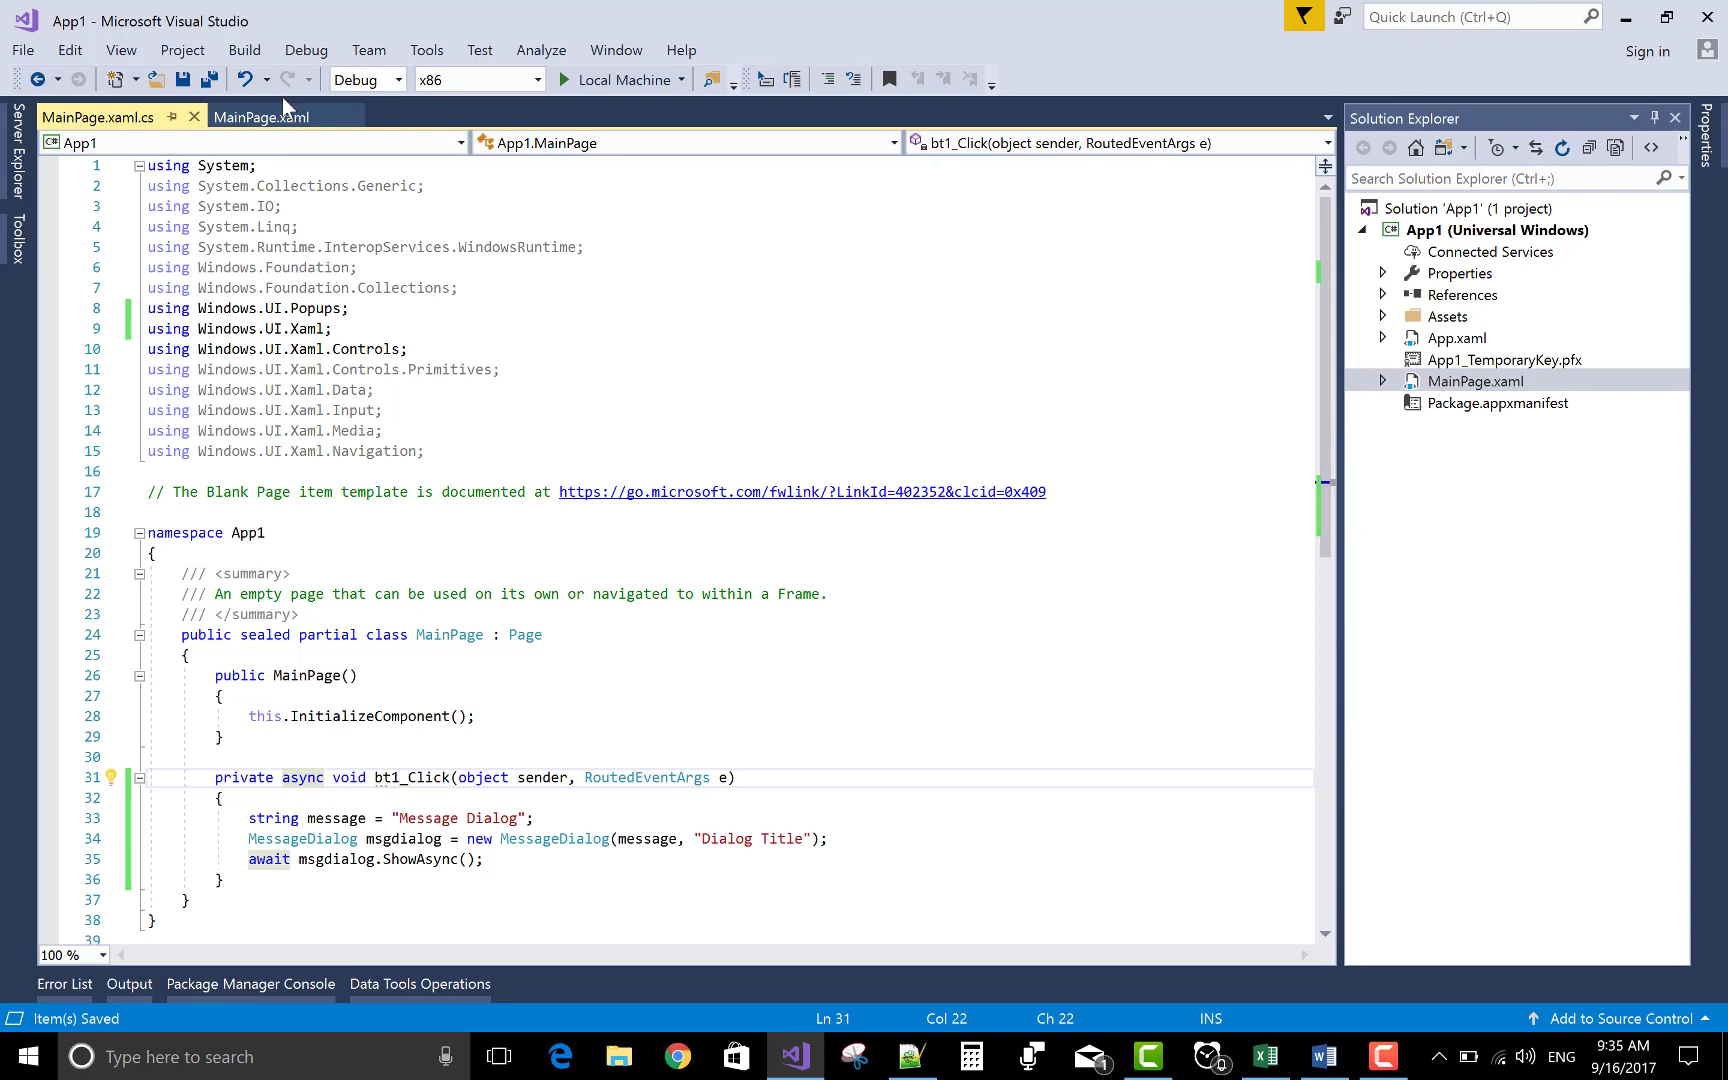 App1 - Microsoft Visual Studio
Quick Launch (Ctrl+Q)
File Edit View Project Build Debug Team Tools Test Analyze Window Help
Sign in
Debug x86 Local Machine
Server Explorer
Toolbox
Properties
MainPage.xaml.cs MainPage.xaml
App1 App1.MainPage bt1_Click(object sender, RoutedEventArgs e)
1 using System;
2 using System.Collections.Generic;
3 using System.IO;
4 using System.Linq;
5 using System.Runtime.InteropServices.WindowsRuntime;
6 using Windows.Foundation;
7 using Windows.Foundation.Collections;
8 using Windows.UI.Popups;
9 using Windows.UI.Xaml;
10 using Windows.UI.Xaml.Controls;
11 using Windows.UI.Xaml.Controls.Primitives;
12 using Windows.UI.Xaml.Data;
13 using Windows.UI.Xaml.Input;
14 using Windows.UI.Xaml.Media;
15 using Windows.UI.Xaml.Navigation;
16
17 // The Blank Page item template is documented at https://go.microsoft.com/fwlink/?LinkId=402352&clcid=0x409
18
19 namespace App1
20 {
21 /// <summary>
22 /// An empty page that can be used on its own or navigated to within a Frame.
23 /// </summary>
24 public sealed partial class MainPage : Page
25 {
26 public MainPage()
27 {
28 this.InitializeComponent();
29 }
30
31 private async void bt1_Click(object sender, RoutedEventArgs e)
32 {
33 string message = "Message Dialog";
34 MessageDialog msgdialog = new MessageDialog(message, "Dialog Title");
35 await msgdialog.ShowAsync();
36 }
37 }
38 }
39
100 %
Solution Explorer
Search Solution Explorer (Ctrl+;)
Solution 'App1' (1 project)
C# App1 (Universal Windows)
Connected Services
Properties
References
Assets
App.xaml
App1_TemporaryKey.pfx
MainPage.xaml
Package.appxmanifest
Error List Output Package Manager Console Data Tools Operations
Item(s) Saved Ln 31 Col 22 Ch 22 INS Add to Source Control
Type here to search
1
ENG
9:35 AM
9/16/2017